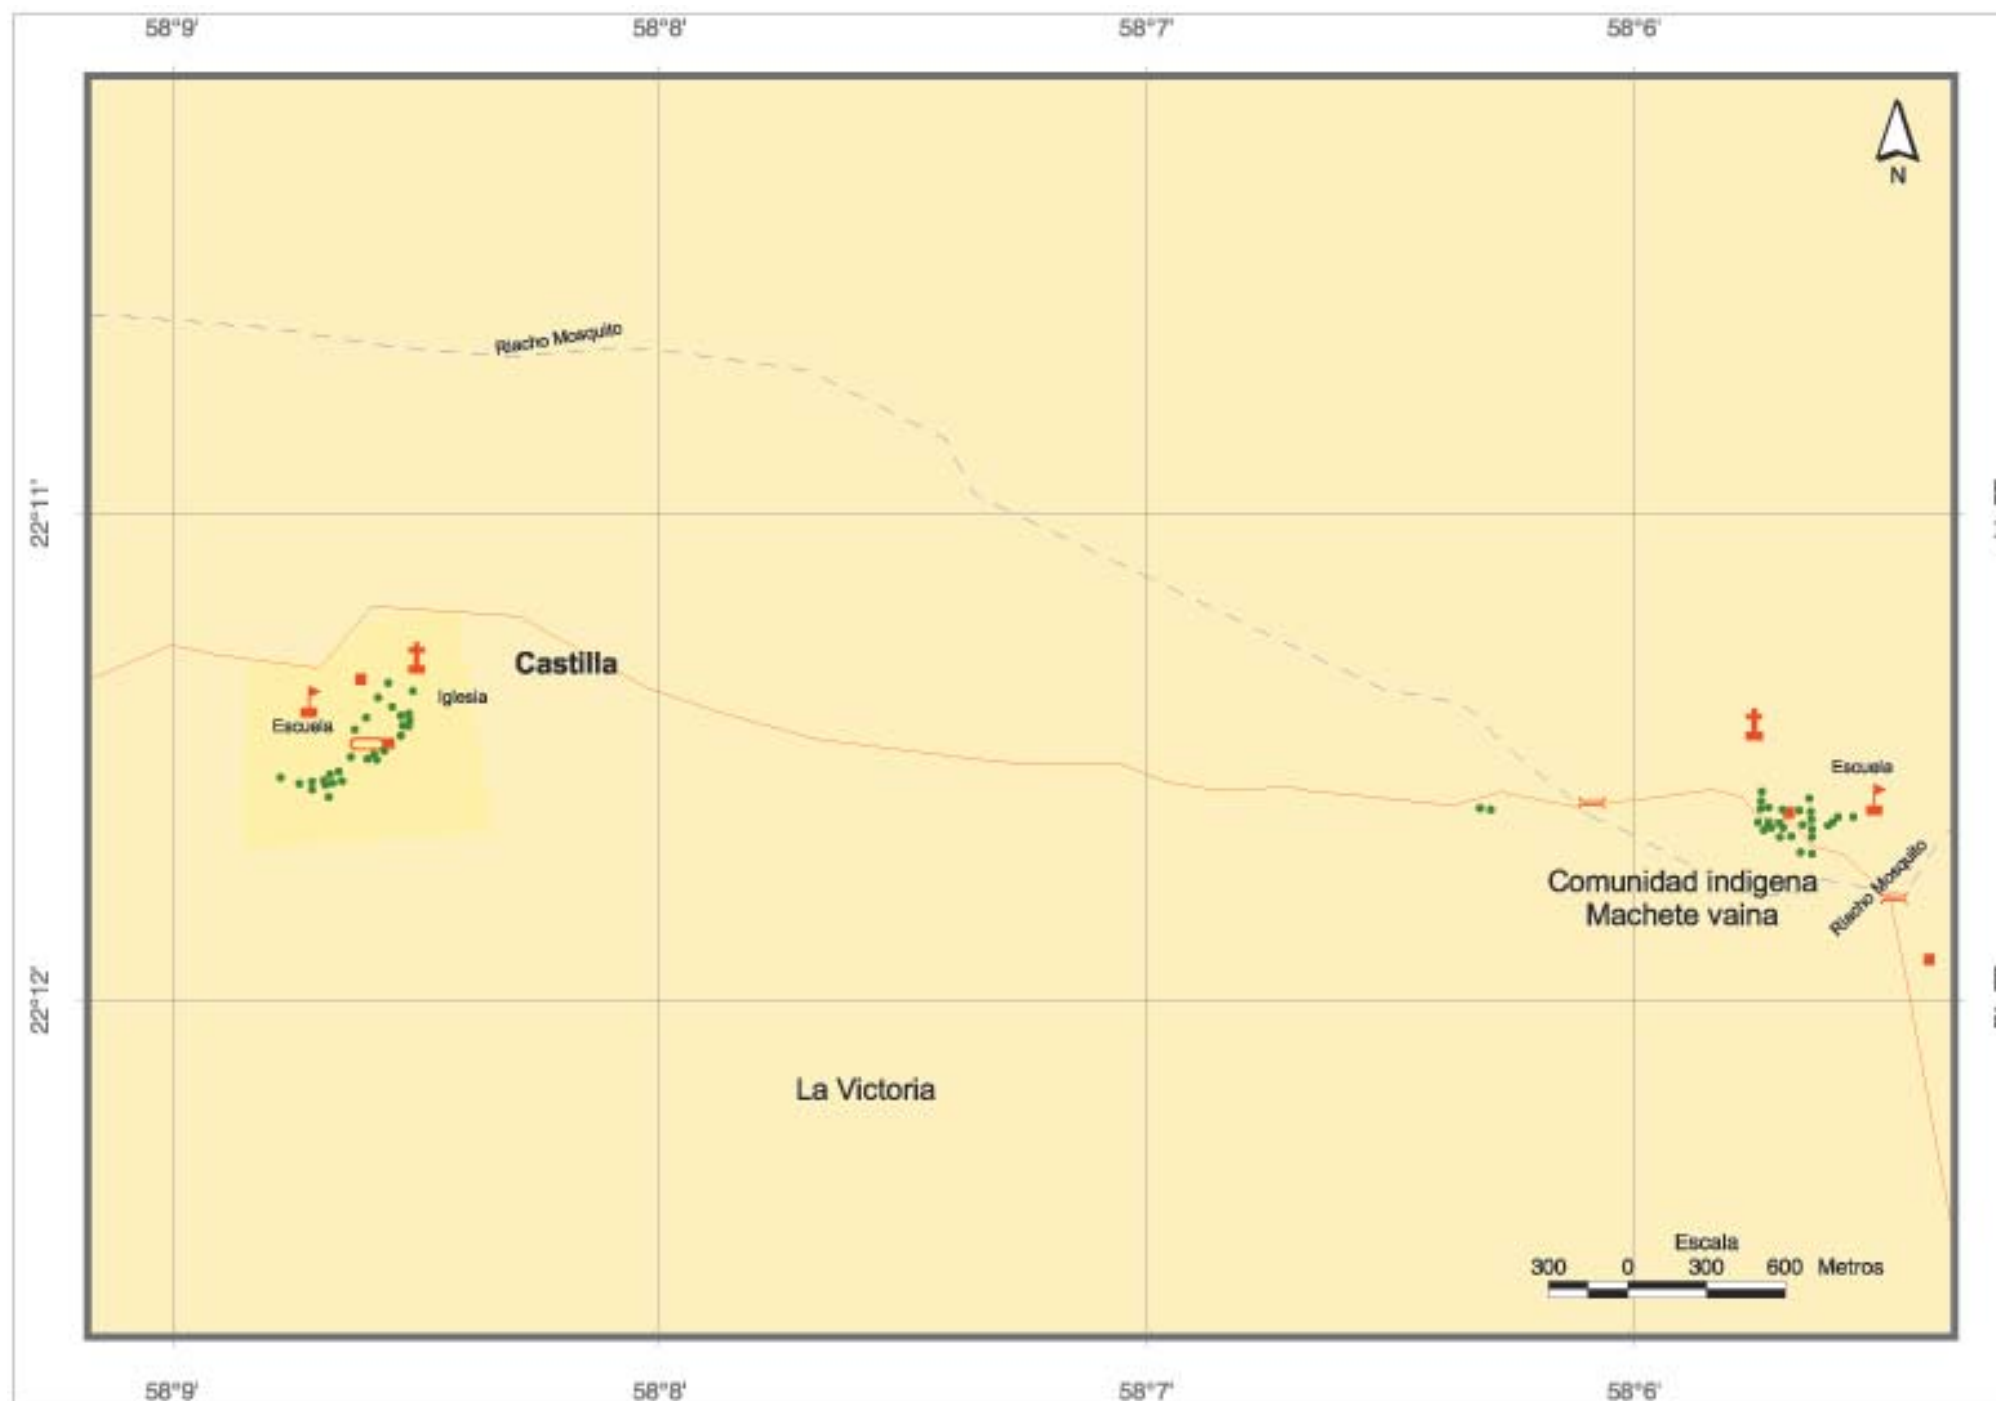 58°9' 58°8' 58°7' 58°6'
N
Riacho Mosquito
22°11'
Castilla
Iglesia
Escuela
Escuela
Comunidad indigena
Machete vaina
Riacho Mosquito
22°12'
La Victoria
Escala
300 0 300 600 Metros
58°9' 58°8' 58°7' 58°6'